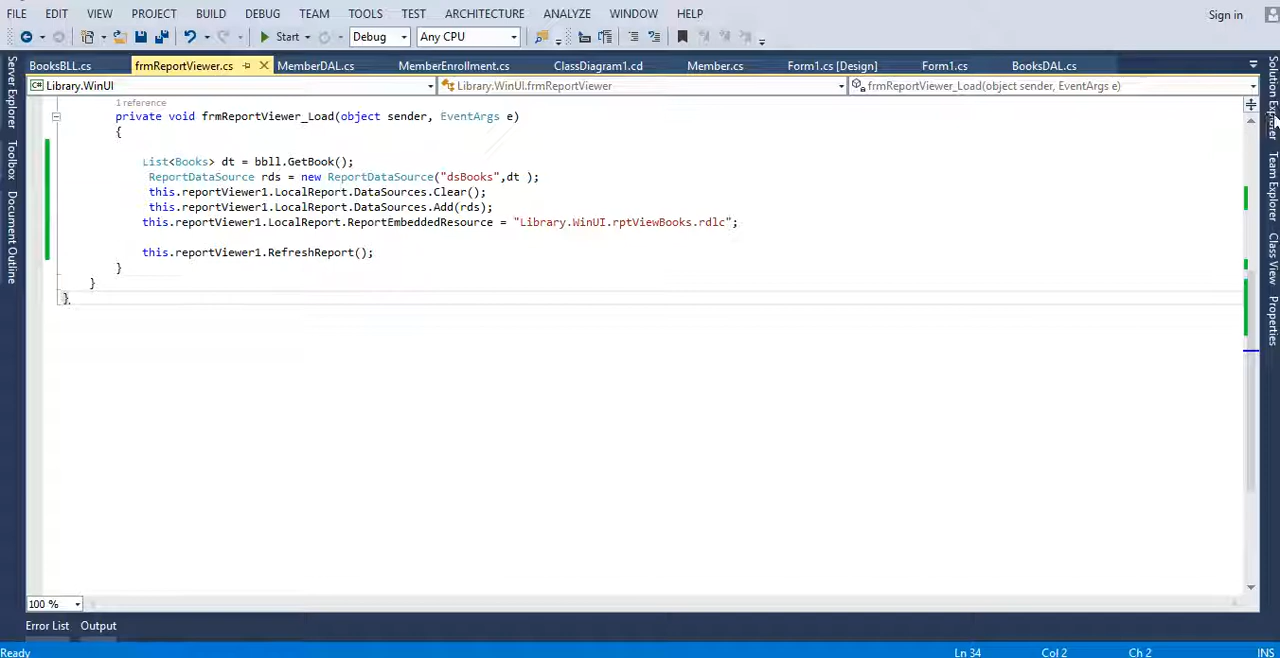 FILE EDIT VIEW PROJECT BUILD DEBUG TEAM TOOLS TEST ARCHITECTURE ANALYZE WINDOW HELP Sign in
Start Debug Any CPU
BooksBLL.cs frmReportViewer.cs MemberDAL.cs MemberEnrollment.cs ClassDiagram1.cd Member.cs Form1.cs [Design] Form1.cs BooksDAL.cs
Library.WinUI Library.WinUI.frmReportViewer frmReportViewer_Load(object sender, EventArgs e)
1 reference
private void frmReportViewer_Load(object sender, EventArgs e)
{
List<Books> dt = bbll.GetBook();
ReportDataSource rds = new ReportDataSource("dsBooks",dt );
this.reportViewer1.LocalReport.DataSources.Clear();
this.reportViewer1.LocalReport.DataSources.Add(rds);
this.reportViewer1.LocalReport.ReportEmbeddedResource = "Library.WinUI.rptViewBooks.rdlc";
this.reportViewer1.RefreshReport();
}
}
}
Server Explorer
Toolbox
Document Outline
Solution Explorer
Team Explorer
Class View
Properties
100 %
Error List Output
Ready Ln 34 Col 2 Ch 2 INS